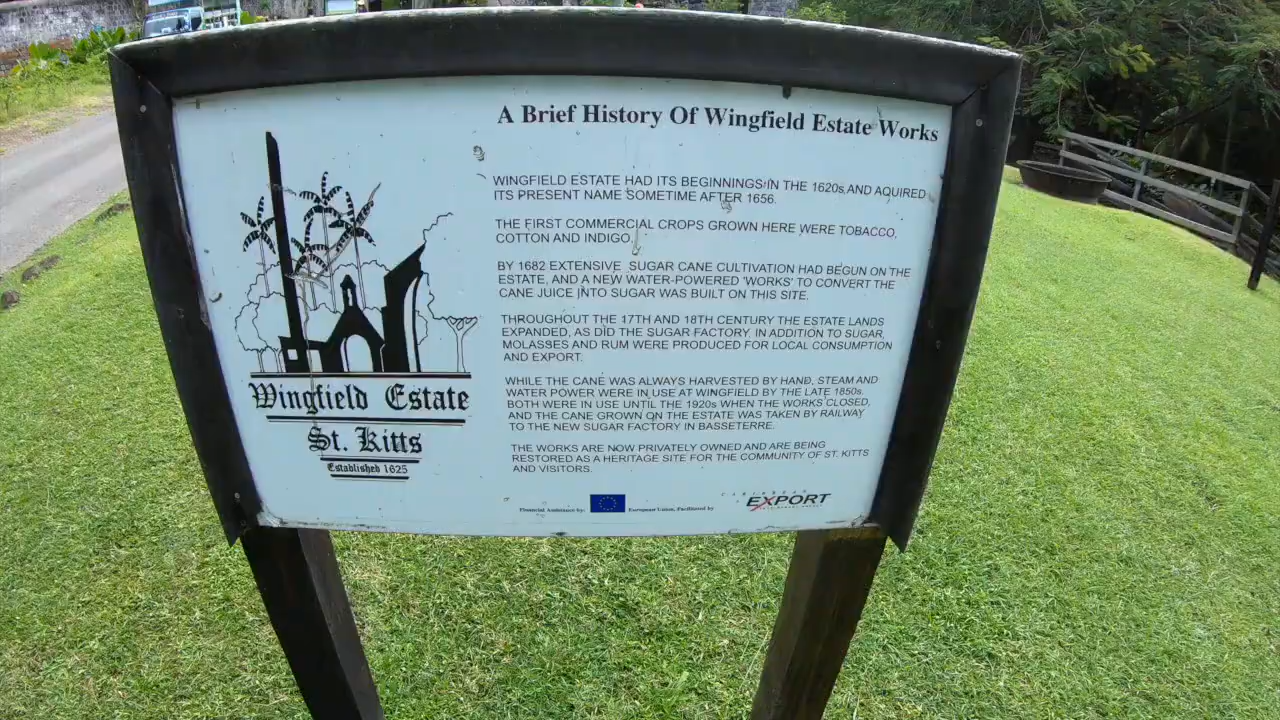 A Brief History Of Wingfield Estate Works
WINGFIELD ESTATE HAD ITS BEGINNINGS IN THE 1620s, AND AQUIRED
ITS PRESENT NAME SOMETIME AFTER 1656.
THE FIRST COMMERCIAL CROPS GROWN HERE WERE TOBACCO,
COTTON AND INDIGO.
BY 1682 EXTENSIVE SUGAR CANE CULTIVATION HAD BEGUN ON THE
ESTATE, AND A NEW WATER-POWERED 'WORKS' TO CONVERT THE
CANE JUICE INTO SUGAR WAS BUILT ON THIS SITE.
THROUGHOUT THE 17TH AND 18TH CENTURY THE ESTATE LANDS
EXPANDED, AS DID THE SUGAR FACTORY. IN ADDITION TO SUGAR,
MOLASSES AND RUM WERE PRODUCED FOR LOCAL CONSUMPTION
AND EXPORT.
WHILE THE CANE WAS ALWAYS HARVESTED BY HAND, STEAM AND
WATER POWER WERE IN USE AT WINGFIELD BY THE LATE 1850s.
BOTH WERE IN USE UNTIL THE 1920s WHEN THE WORKS CLOSED,
AND THE CANE GROWN ON THE ESTATE WAS TAKEN BY RAILWAY
TO THE NEW SUGAR FACTORY IN BASSETERRE.
THE WORKS ARE NOW PRIVATELY OWNED AND ARE BEING
RESTORED AS A HERITAGE SITE FOR THE COMMUNITY OF ST. KITTS
AND VISITORS.
Wingfield Estate
St. Kitts
Established 1625
Financial Assistance by: European Union, Facilitated by
CARIBBEAN
EXPORT